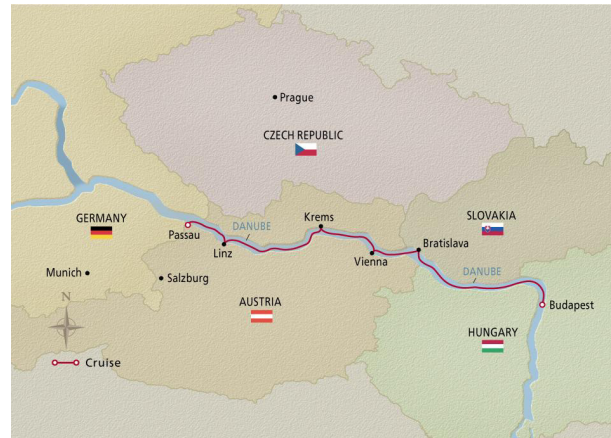 Prague
CZECH REPUBLIC
GERMANY
Passau
DANUBE
Krems
SLOVAKIA
Linz
Vienna
Bratislava
Munich
Salzburg
DANUBE
AUSTRIA
Budapest
N
HUNGARY
Cruise